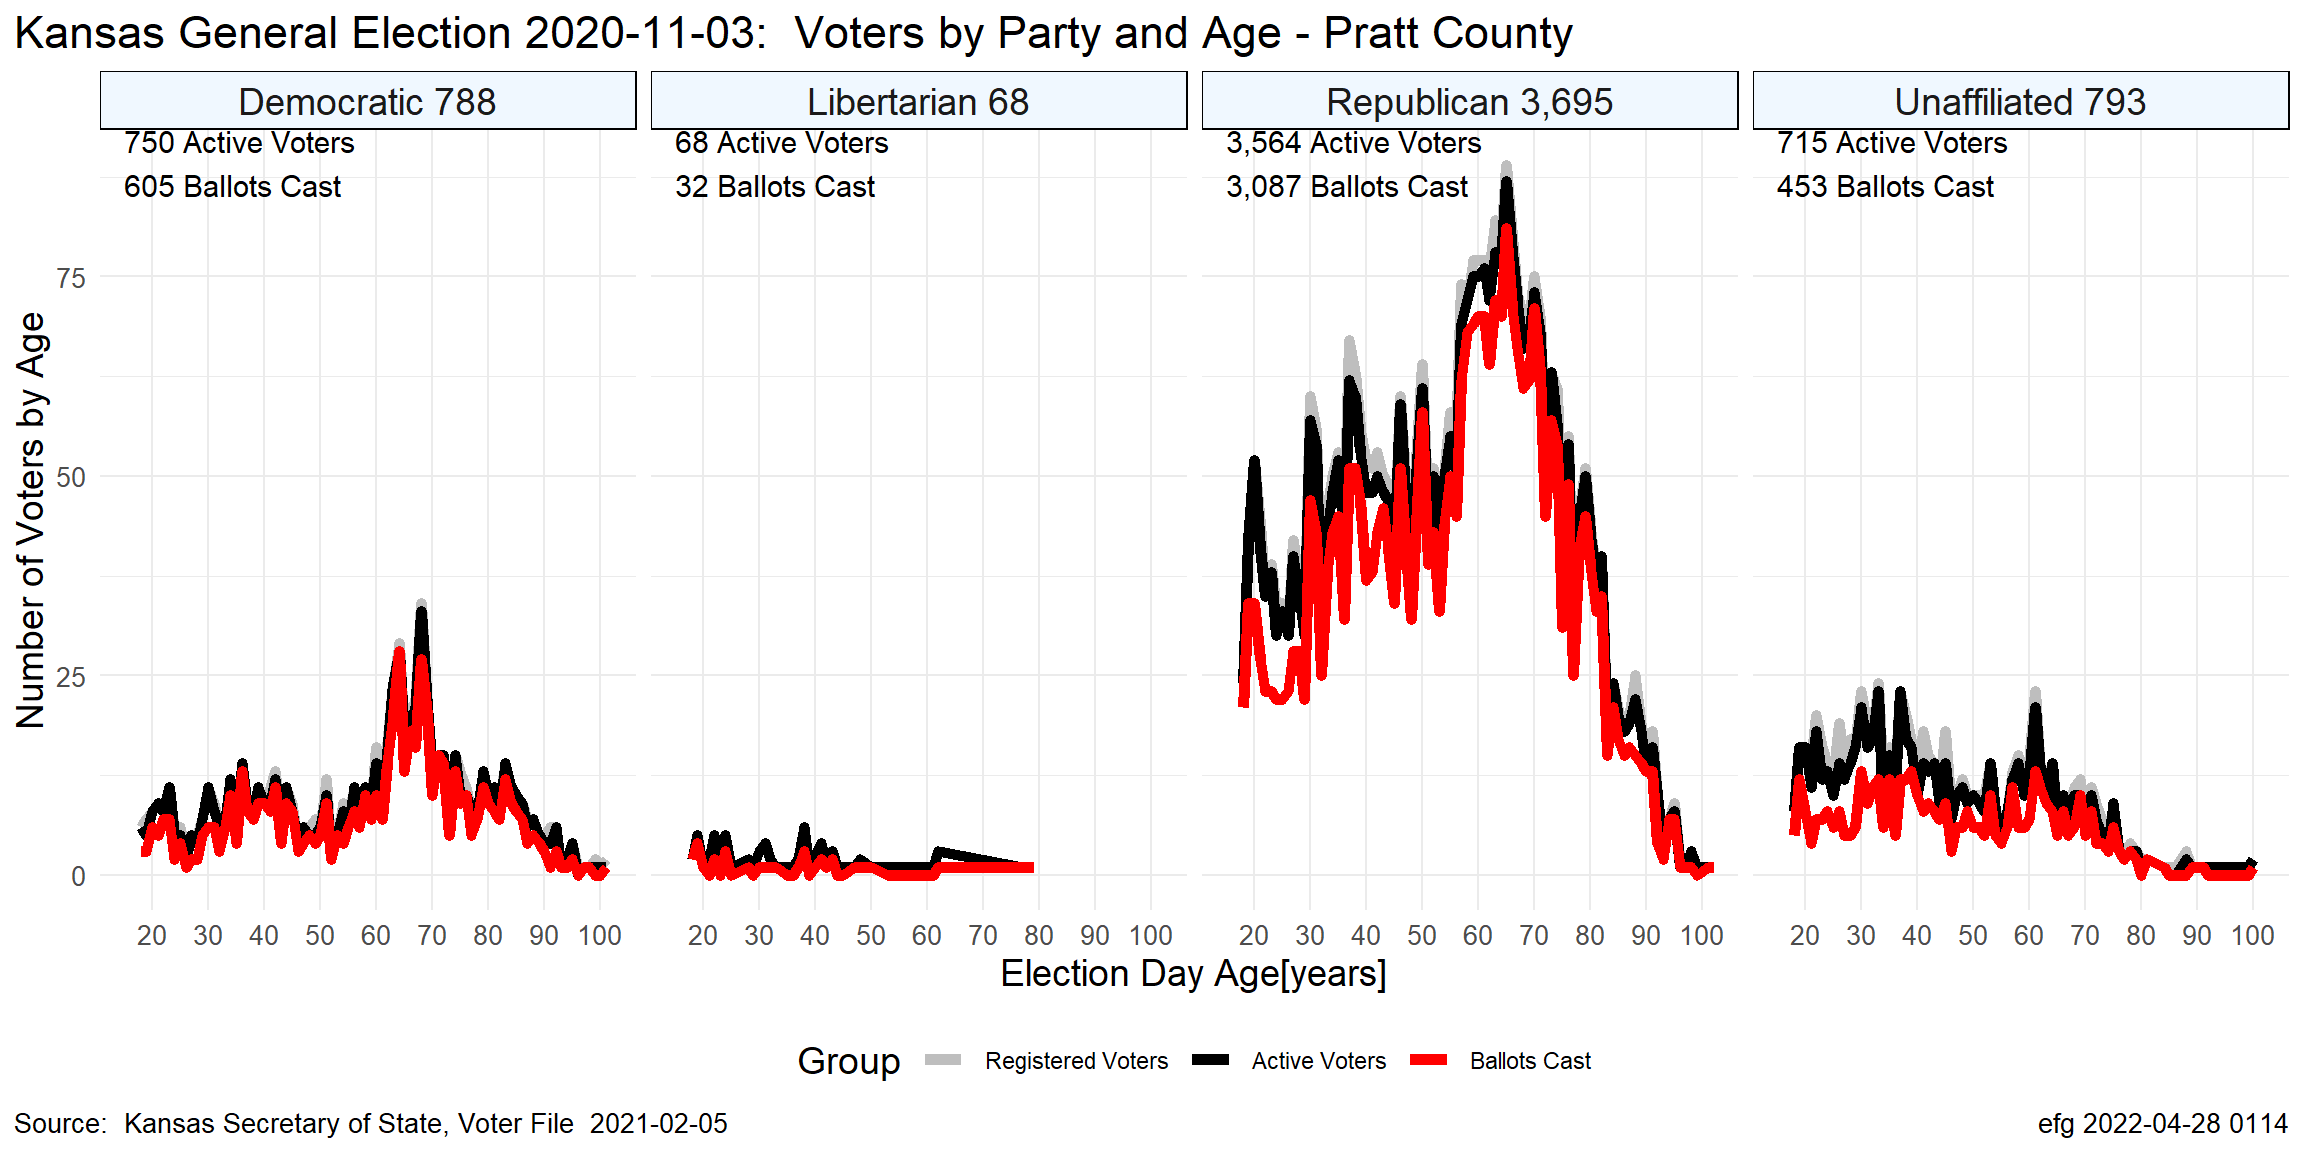 Kansas General Election 2020-11-03:  Voters by Party and Age - Pratt County
Democratic 788
Libertarian 68
Republican 3,695
Unaffiliated 793
750 Active Voters
605 Ballots Cast
68 Active Voters
32 Ballots Cast
3,564 Active Voters
3,087 Ballots Cast
715 Active Voters
453 Ballots Cast
Number of Voters by Age
75
50
25
0
20 30 40 50 60 70 80 90 100
20 30 40 50 60 70 80 90 100
20 30 40 50 60 70 80 90 100
20 30 40 50 60 70 80 90 100
Election Day Age[years]
Group Registered Voters Active Voters Ballots Cast
Source:  Kansas Secretary of State, Voter File  2021-02-05
efg 2022-04-28 0114